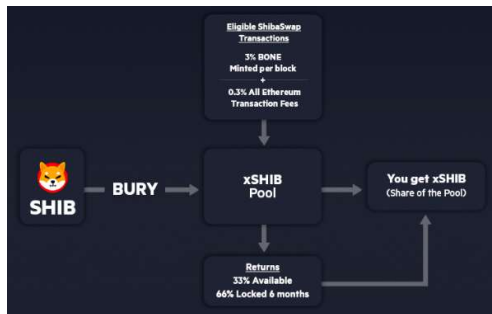 Eligible ShibaSwap
Transactions
3% BONE
Minted per block
+
0.3% All Ethereum
Transaction Fees
SHIB
BURY
xSHIB
Pool
You get xSHIB
(Share of the Pool)
Returns
33% Available
66% Locked 6 months